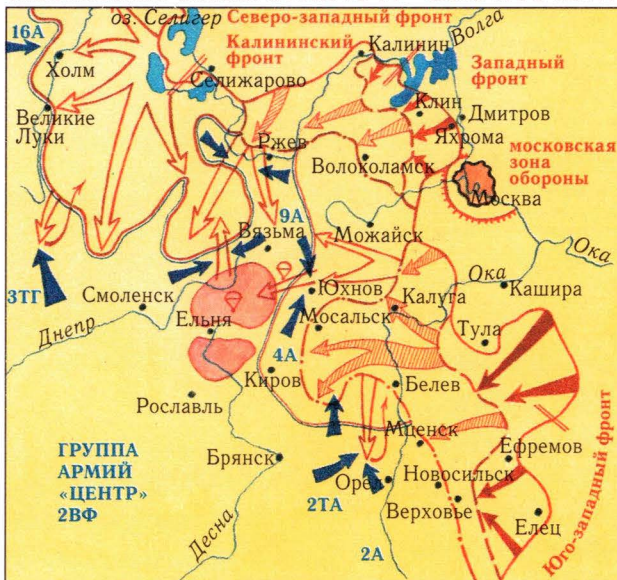 оз. Селигер
Северо-западный фронт
Волга
16А
Калининский
фронт
Калинин
Западный
фронт
Холм
Селижарово
Клин
Дмитров
Великие
Луки
Яхрома
Ржев
Волоколамск
московская
зона
обороны
Москва
9А
Вязьма
Можайск
Ока
3ТГ
Смоленск
Юхнов
Ока
Кашира
Калуга
Днепр
Ельня
Мосальск
Тула
4А
Киров
Белев
Рославль
Мценск
ГРУППА
АРМИЙ
«ЦЕНТР»
2ВФ
Брянск
Ефремов
Новосильск
Орёл
2ТА
Верховье
Елец
Десна
2А
Юго-западный фронт